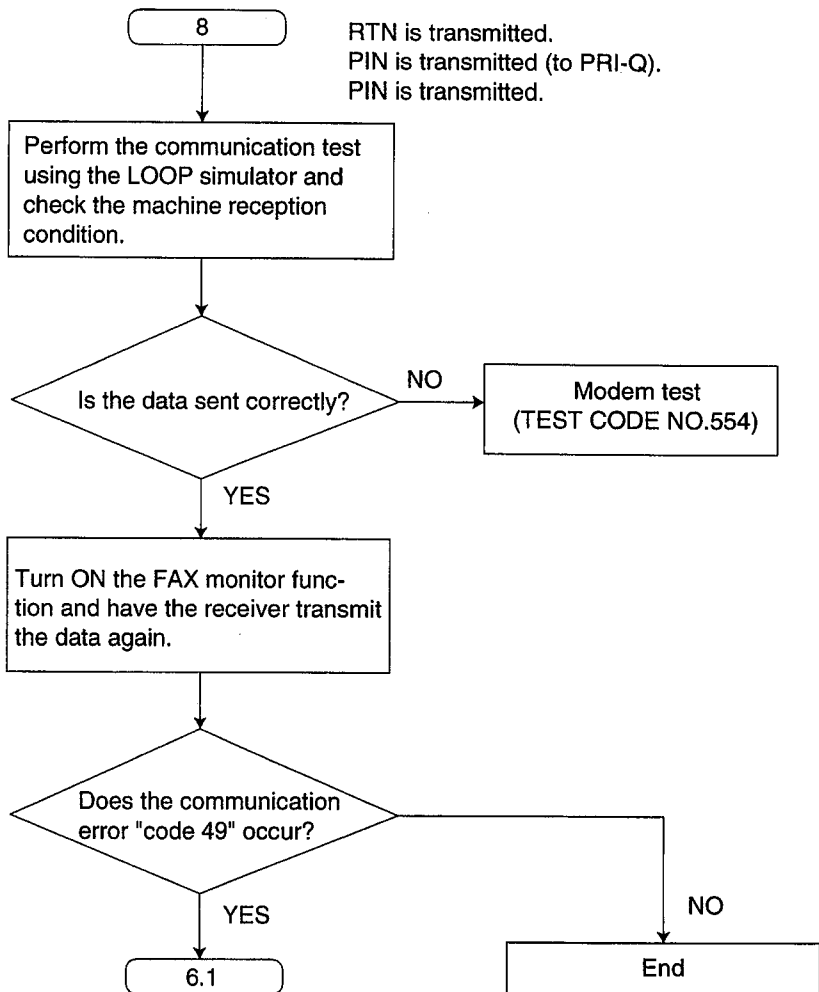 8
RTN is transmitted.
PIN is transmitted (to PRI-Q).
PIN is transmitted.
Perform the communication test
using the LOOP simulator and
check the machine reception
condition.
Is the data sent correctly?
NO
Modem test
(TEST CODE NO.554)
YES
Turn ON the FAX monitor func-
tion and have the receiver transmit
the data again.
Does the communication
error "code 49" occur?
YES
NO
6.1
End